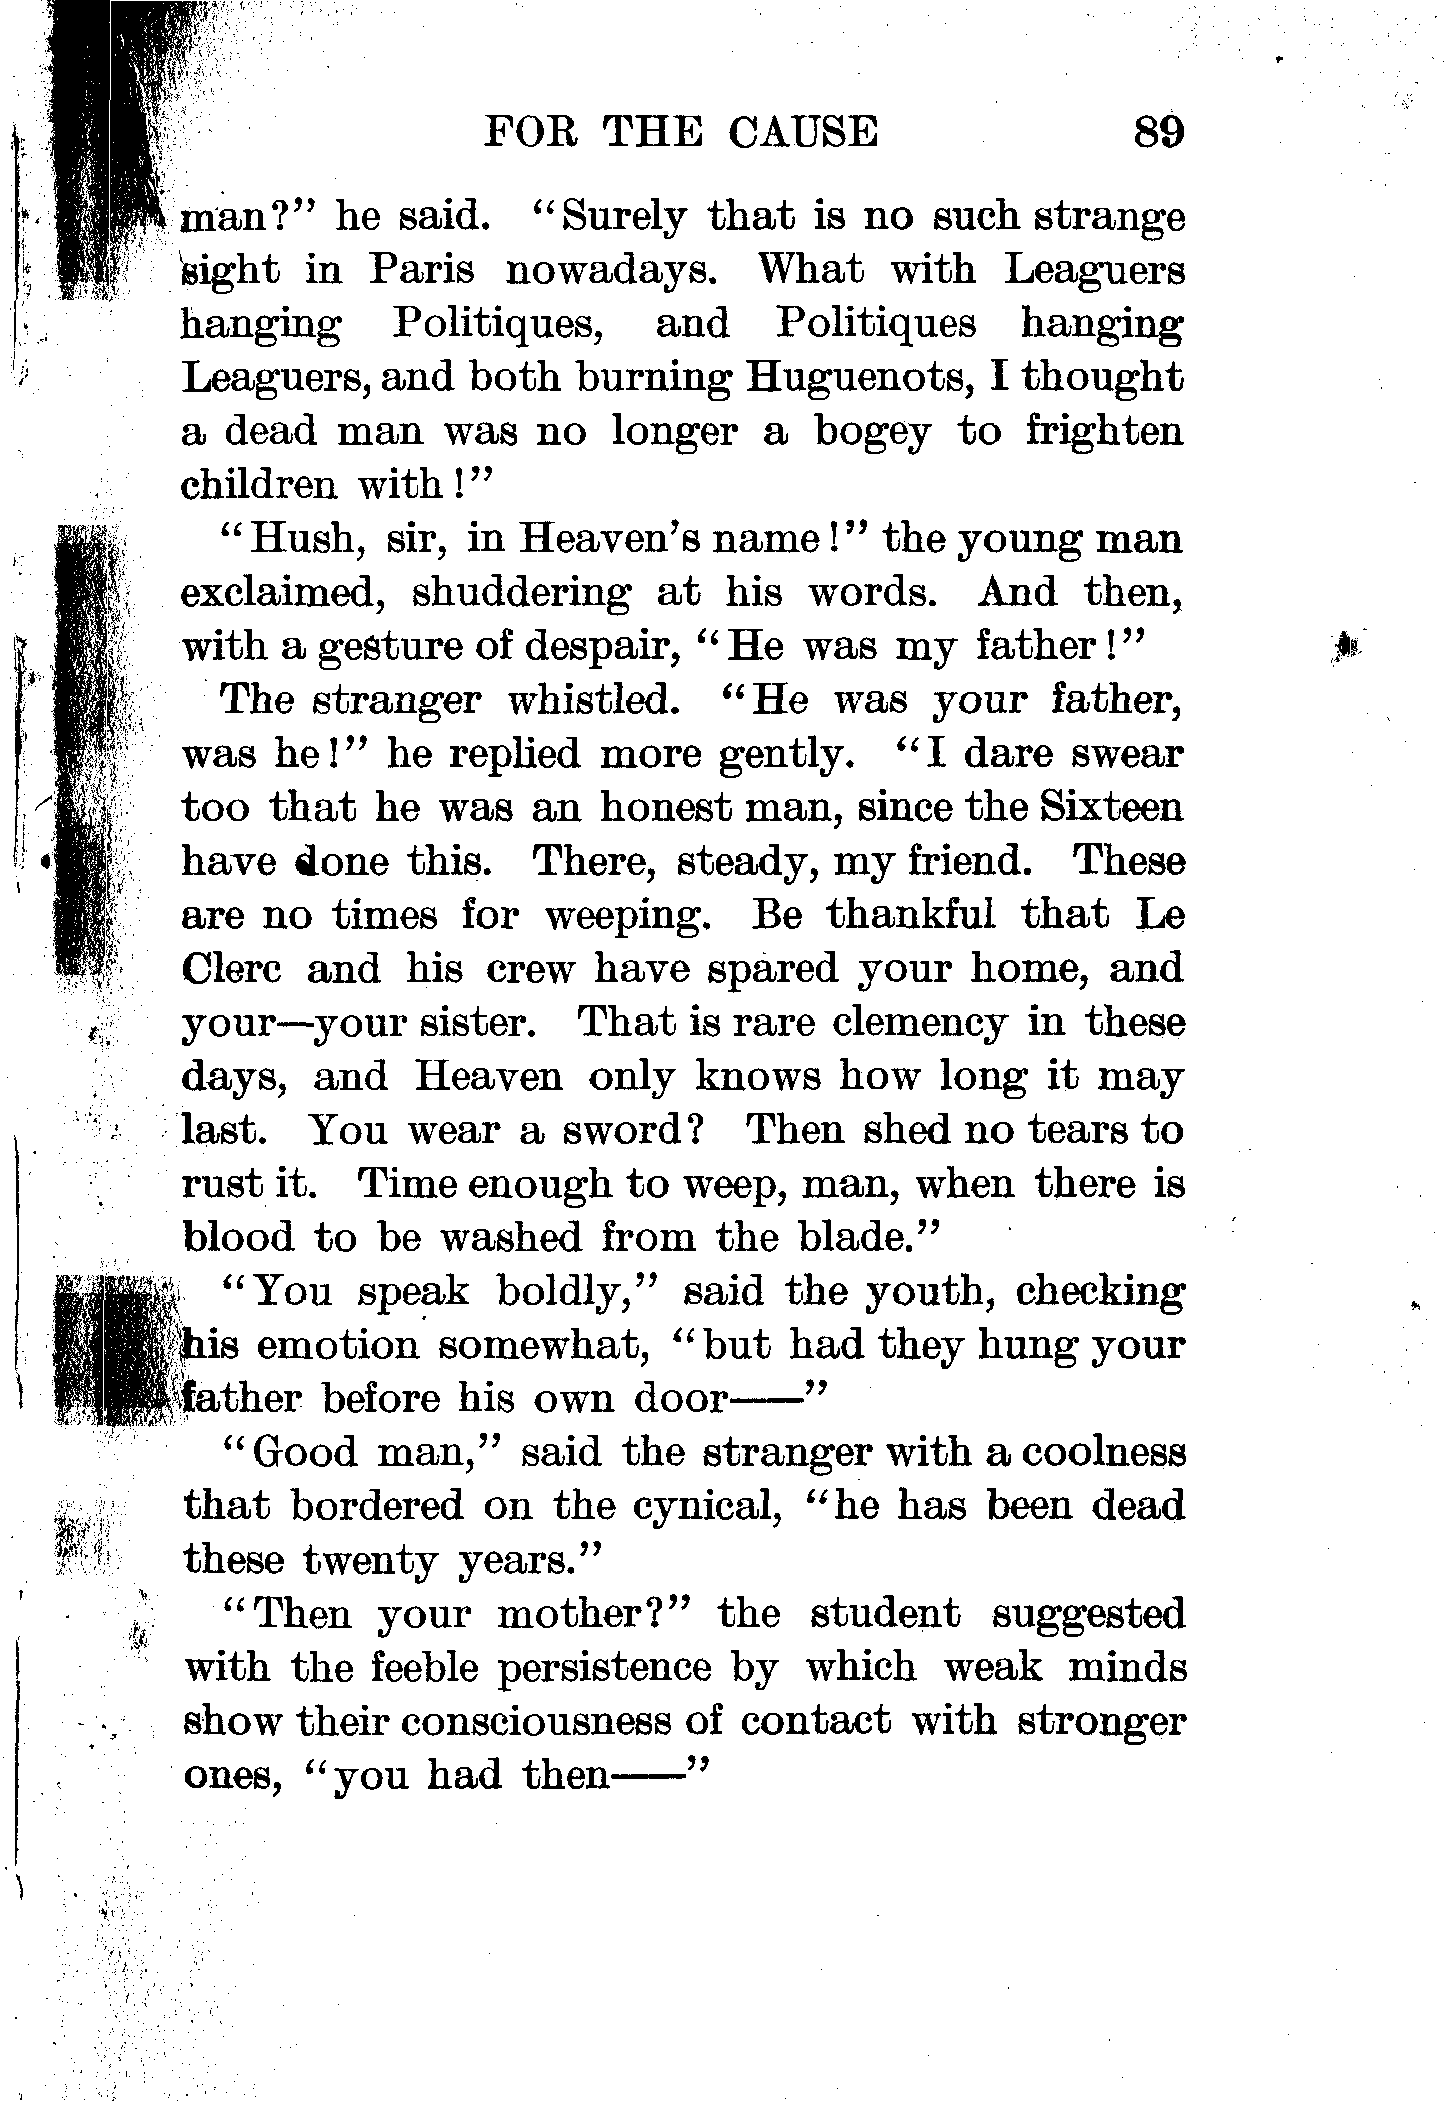 FOR THE CAUSE 89
man?" he said. "Surely that is no such strange
sight in Paris nowadays. What with Leaguers
hanging Politiques, and Politiques hanging
Leaguers, and both burning Huguenots, I thought
a dead man was no longer a bogey to frighten
children with!"
"Hush, sir, in Heaven's name!" the young man
exclaimed, shuddering at his words. And then,
with a gesture of despair, "He was my father!"
The stranger whistled. "He was your father,
was he!" he replied more gently. "I dare swear
too that he was an honest man, since the Sixteen
have done this. There, steady, my friend. These
are no times for weeping. Be thankful that Le
Clerc and his crew have spared your home, and
your—your sister. That is rare clemency in these
days, and Heaven only knows how long it may
last. You wear a sword? Then shed no tears to
rust it. Time enough to weep, man, when there is
blood to be washed from the blade."
"You speak boldly," said the youth, checking
his emotion somewhat, "but had they hung your
father before his own door——"
"Good man," said the stranger with a coolness
that bordered on the cynical, "he has been dead
these twenty years."
"Then your mother?" the student suggested
with the feeble persistence by which weak minds
show their consciousness of contact with stronger
ones, "you had then——"